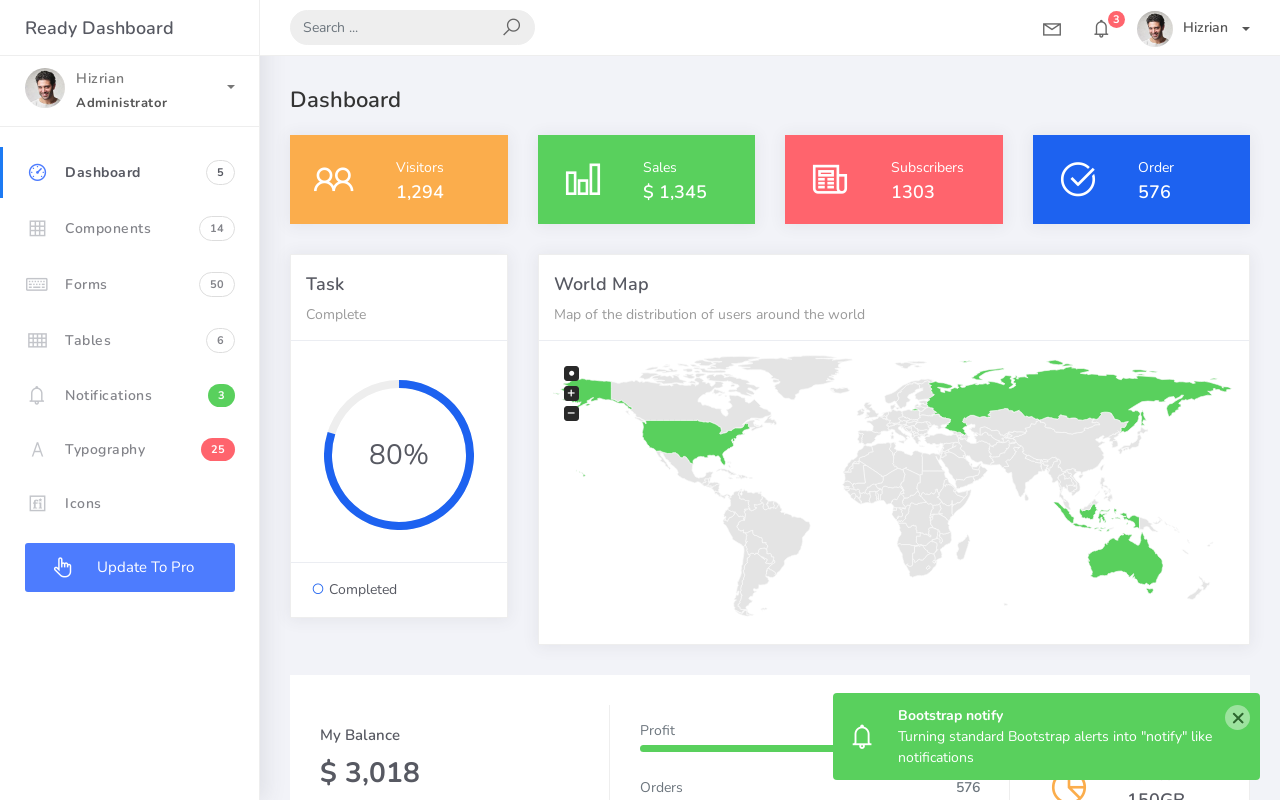 Ready Dashboard
Search ...
3
Hizrian
Hizrian
Administrator
Dashboard 5
Components 14
Forms 50
Tables 6
Notifications 3
Typography 25
Icons
Update To Pro
Dashboard
Visitors
1,294
Sales
$ 1,345
Subscribers
1303
Order
576
Task
Complete
80%
Completed
World Map
Map of the distribution of users around the world
+
−
My Balance
$ 3,018
Profit
Orders 576
150GB
Bootstrap notify
Turning standard Bootstrap alerts into "notify" like
notifications